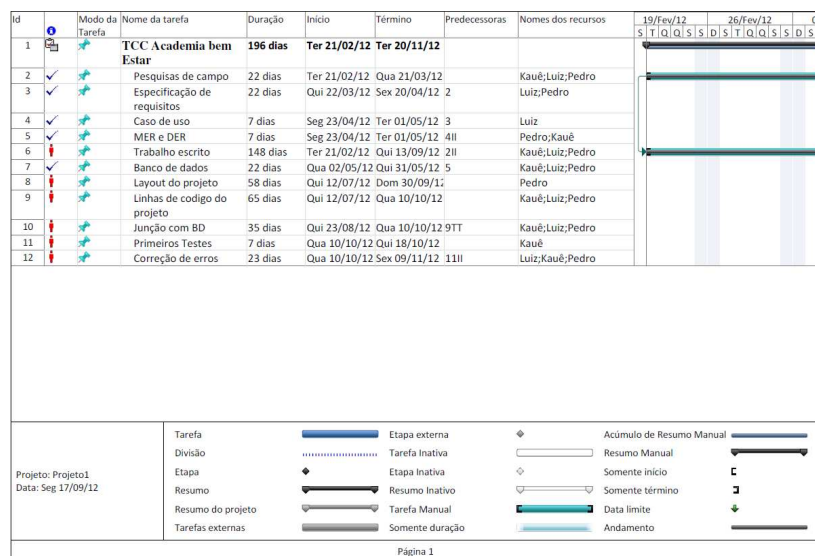 Id Modo da Tarefa Nome da tarefa Duração Início Término Predecessoras Nomes dos recursos 19/Fev/12 26/Fev/12 0
S T Q Q S S D S T Q Q S S D S
1 TCC Academia bem Estar 196 dias Ter 21/02/12 Ter 20/11/12
2 Pesquisas de campo 22 dias Ter 21/02/12 Qua 21/03/12 Kauê;Luiz;Pedro
3 Especificação de requisitos 22 dias Qui 22/03/12 Sex 20/04/12 2 Luiz;Pedro
4 Caso de uso 7 dias Seg 23/04/12 Ter 01/05/12 3 Luiz
5 MER e DER 7 dias Seg 23/04/12 Ter 01/05/12 4II Pedro;Kauê
6 Trabalho escrito 148 dias Ter 21/02/12 Qui 13/09/12 2II Kauê;Luiz;Pedro
7 Banco de dados 22 dias Qua 02/05/12 Qui 31/05/12 5 Kauê;Luiz;Pedro
8 Layout do projeto 58 dias Qui 12/07/12 Dom 30/09/12 Pedro
9 Linhas de codigo do projeto 65 dias Qui 12/07/12 Qua 10/10/12 Kauê;Luiz;Pedro
10 Junção com BD 35 dias Qui 23/08/12 Qua 10/10/12 9TT Kauê;Luiz;Pedro
11 Primeiros Testes 7 dias Qua 10/10/12 Qui 18/10/12 Kauê
12 Correção de erros 23 dias Qua 10/10/12 Sex 09/11/12 11II Luiz;Kauê;Pedro
Projeto: Projeto1
Data: Seg 17/09/12
Tarefa Etapa externa Acúmulo de Resumo Manual
Divisão Tarefa Inativa Resumo Manual
Etapa Etapa Inativa Somente início
Resumo Resumo Inativo Somente término
Resumo do projeto Tarefa Manual Data limite
Tarefas externas Somente duração Andamento
Página 1